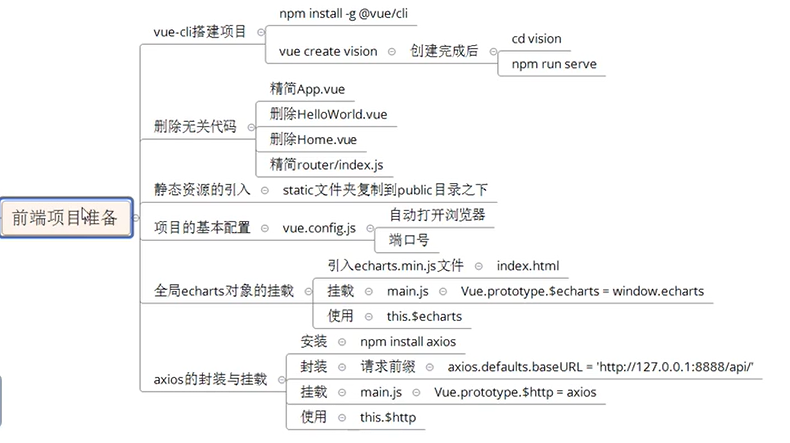 前端项目准备
vue-cli搭建项目
npm install -g @vue/cli
vue create vision
创建完成后
cd vision
npm run serve
删除无关代码
精简App.vue
删除HelloWorld.vue
删除Home.vue
精简router/index.js
静态资源的引入
static文件夹复制到public目录之下
项目的基本配置
vue.config.js
自动打开浏览器
端口号
全局echarts对象的挂载
引入echarts.min.js文件
index.html
挂载
main.js
Vue.prototype.$echarts = window.echarts
使用
this.$echarts
axios的封装与挂载
安装
npm install axios
封装
请求前缀
axios.defaults.baseURL = 'http://127.0.0.1:8888/api/'
挂载
main.js
Vue.prototype.$http = axios
使用
this.$http